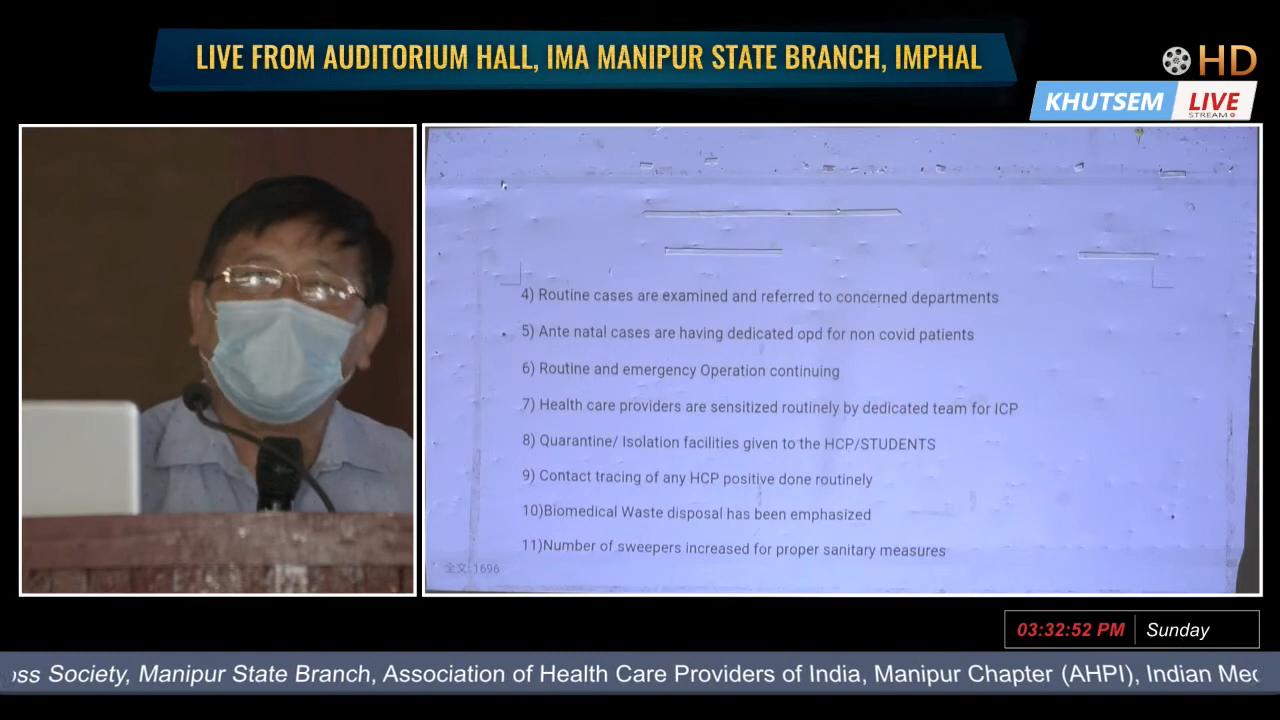 LIVE FROM AUDITORIUM HALL, IMA MANIPUR STATE BRANCH, IMPHAL
HD
KHUTSEM LIVE
STREAM
4) Routine cases are examined and referred to concerned departments
5) Ante natal cases are having dedicated opd for non covid patients
6) Routine and emergency Operation continuing
7) Health care providers are sensitized routinely by dedicated team for ICP
8) Quarantine/ Isolation facilities given to the HCP/STUDENTS
9) Contact tracing of any HCP positive done routinely
10)Biomedical Waste disposal has been emphasized
11)Number of sweepers increased for proper sanitary measures
全文: 1696
03:32:52 PM Sunday
Society, Manipur State Branch, Association of Health Care Providers of India, Manipur Chapter (AHPI), Indian